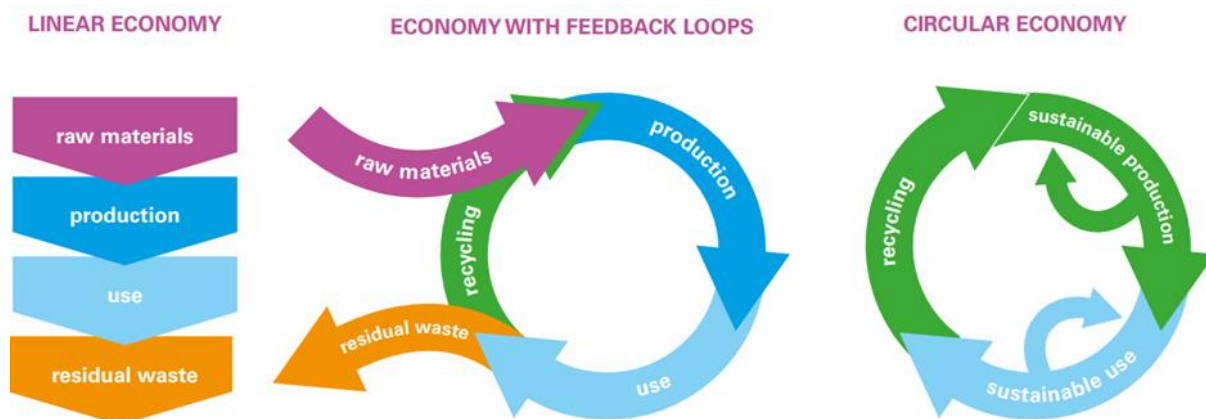 LINEAR ECONOMY
raw materials
production
use
residual waste
ECONOMY WITH FEEDBACK LOOPS
raw materials
production
recycling
residual waste
use
CIRCULAR ECONOMY
sustainable production
recycling
sustainable use